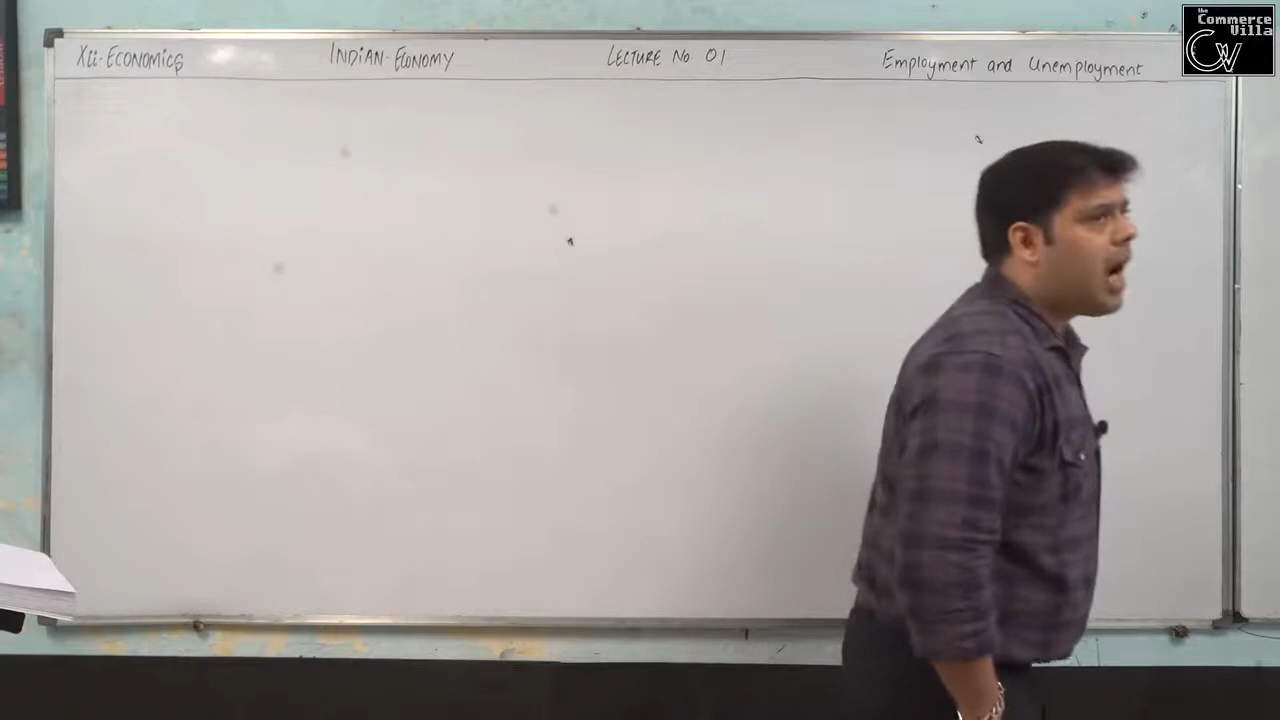 XII-ECONOMICS INDIAN-ECONOMY LECTURE NO 01 Employment and Unemployment
the
Commerce
Villa
CV